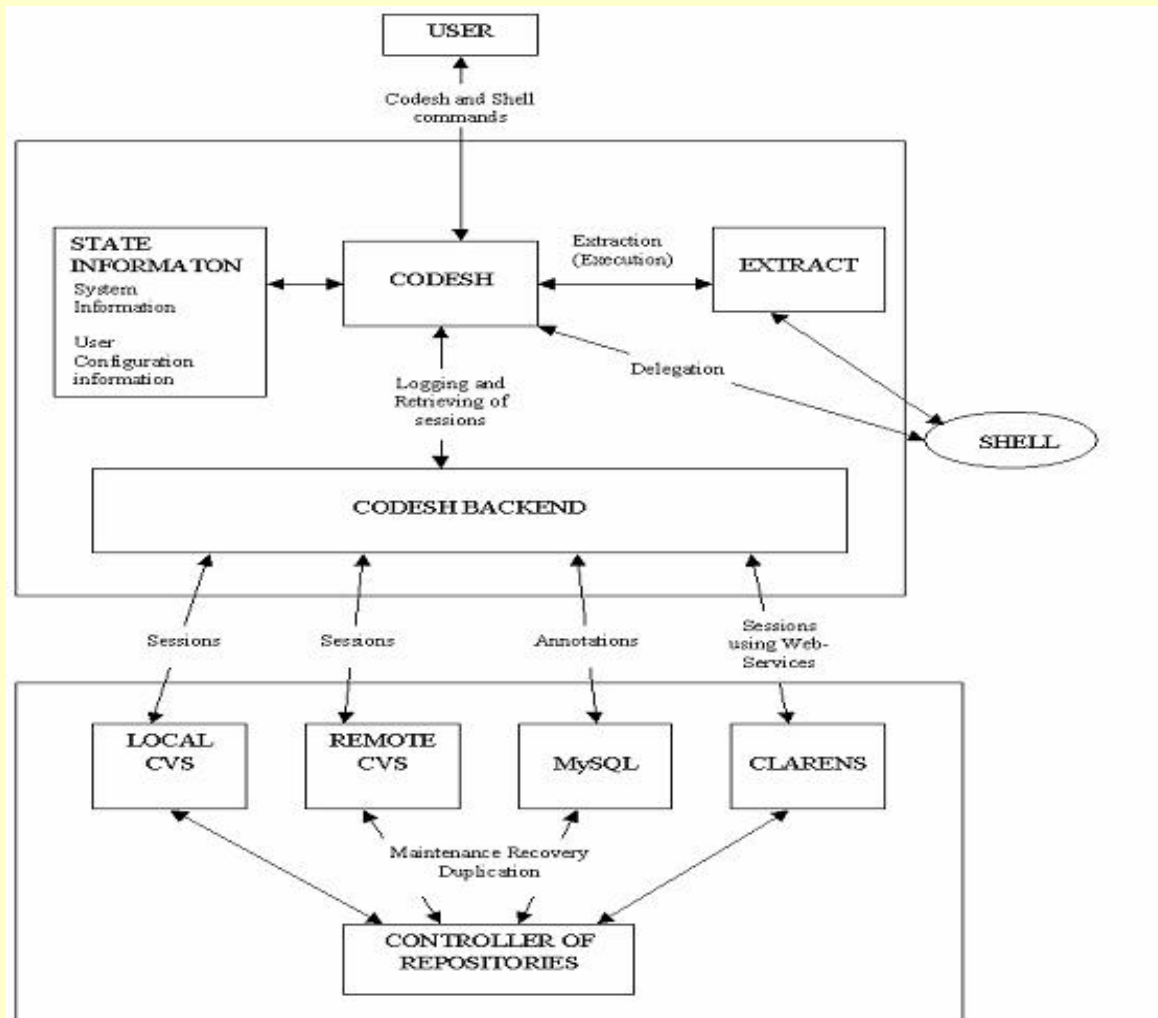 USER
Codesh and Shell
commands
STATE
INFORMATON
System
Information
User
Configuration
information
CODESH
Extraction
(Execution)
EXTRACT
Delegation
SHELL
Logging and
Retrieving of
sessions
CODESH BACKEND
Sessions
Sessions
Annotations
Sessions
using Web-
Services
LOCAL
CVS
REMOTE
CVS
MySQL
CLARENS
Maintenance Recovery
Duplication
CONTROLLER OF
REPOSITORIES